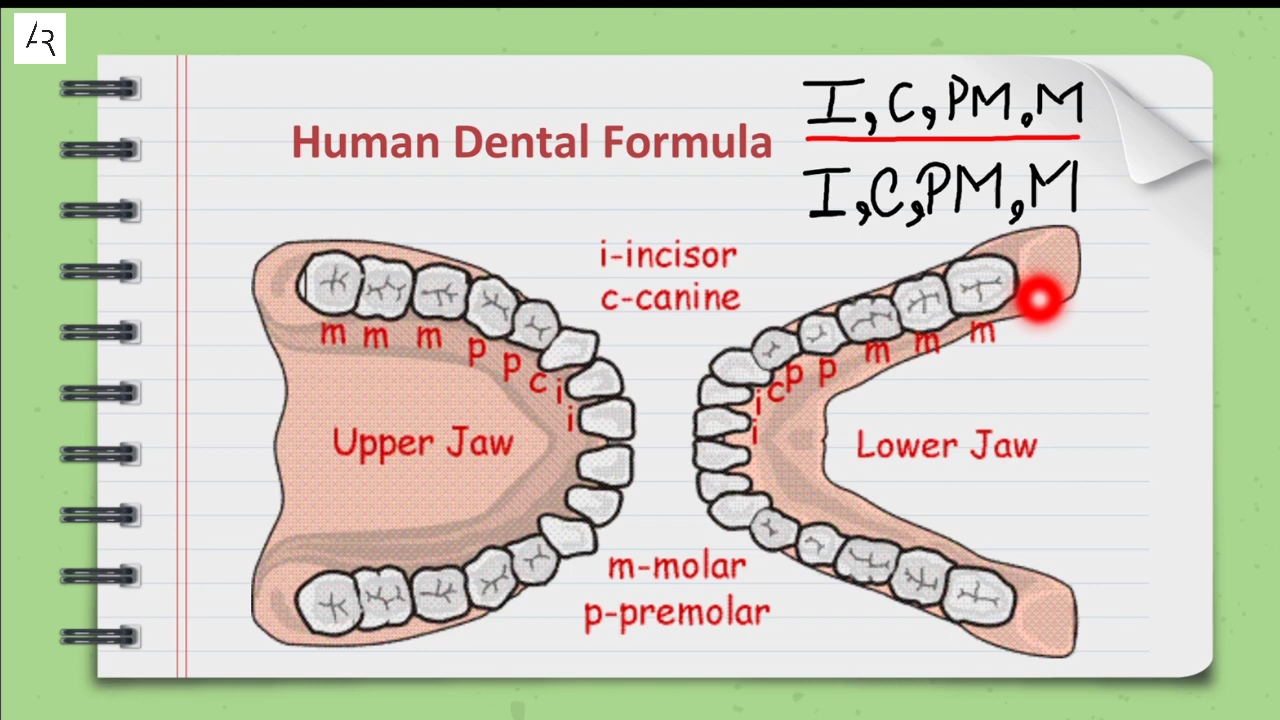 AR
Human Dental Formula
I, C, PM, M
I, C, PM, M
i-incisor
c-canine
m m m p p c i i
i i c p p m m m
Upper Jaw
Lower Jaw
m-molar
p-premolar